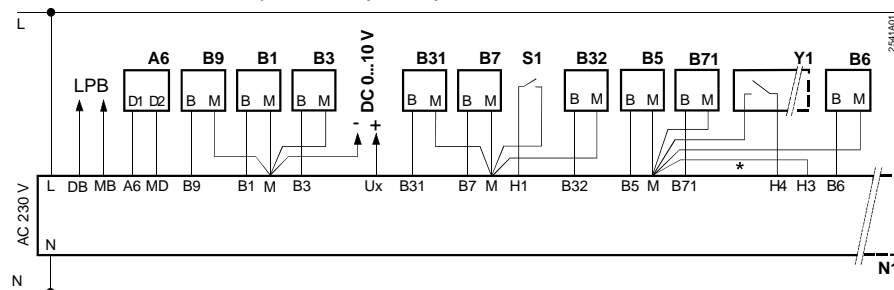 L
2541A01
A6 B9 B1 B3 DC 0...10 V B31 B7 S1 B32 B5 B71 Y1 B6
LPB
D1 D2 B M B M B M B M B M B M B M B M B M
- +
*
L DB MB A6 MD B9 B1 M B3 Ux B31 B7 M H1 B32 B5 M B71 H4 H3 B6
AC 230 V
N
N1
N